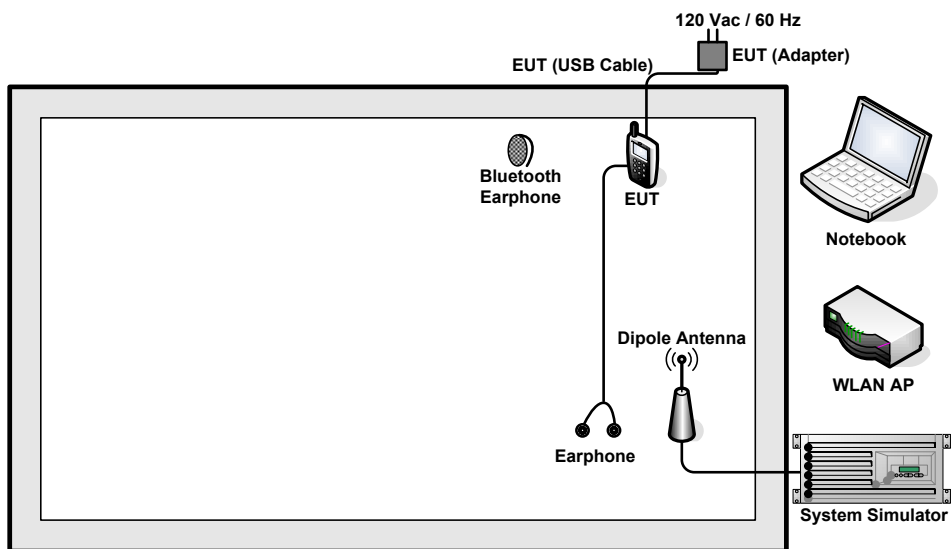 120 Vac / 60 Hz
EUT (Adapter)
EUT (USB Cable)
Bluetooth
Earphone
EUT
Notebook
Dipole Antenna
WLAN AP
Earphone
System Simulator